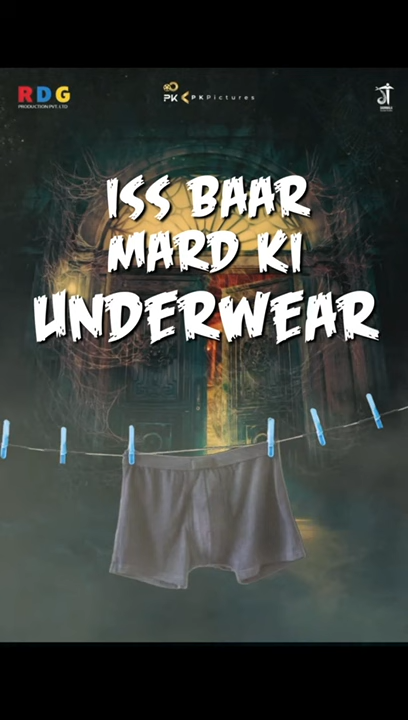 RDG
PRODUCTION PVT. LTD
PK
PKPictures
ISS BAAR
MARD KI
UNDERWEAR